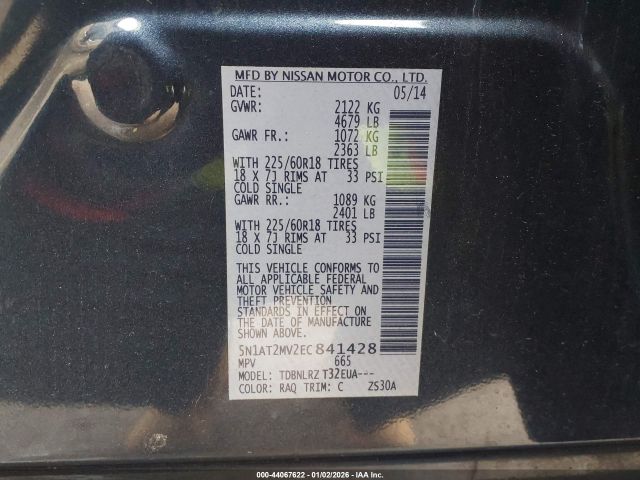 MFD BY NISSAN MOTOR CO., LTD.
DATE: 05/14
GVWR: 2122 KG
4679 LB
GAWR FR.: 1072 KG
2363 LB
WITH 225/60R18 TIRES
18 X 7J RIMS AT 33 PSI
COLD SINGLE
GAWR RR.: 1089 KG
2401 LB
WITH 225/60R18 TIRES
18 X 7J RIMS AT 33 PSI
COLD SINGLE
THIS VEHICLE CONFORMS TO
ALL APPLICABLE FEDERAL
MOTOR VEHICLE SAFETY AND
THEFT PREVENTION
STANDARDS IN EFFECT ON
THE DATE OF MANUFACTURE
SHOWN ABOVE.
5N1AT2MV2EC841428
MPV 665
MODEL: TDBNLRZ T32EUA---
COLOR: RAQ TRIM: C ZS30A
000-44067622 - 01/02/2026 - IAA Inc.